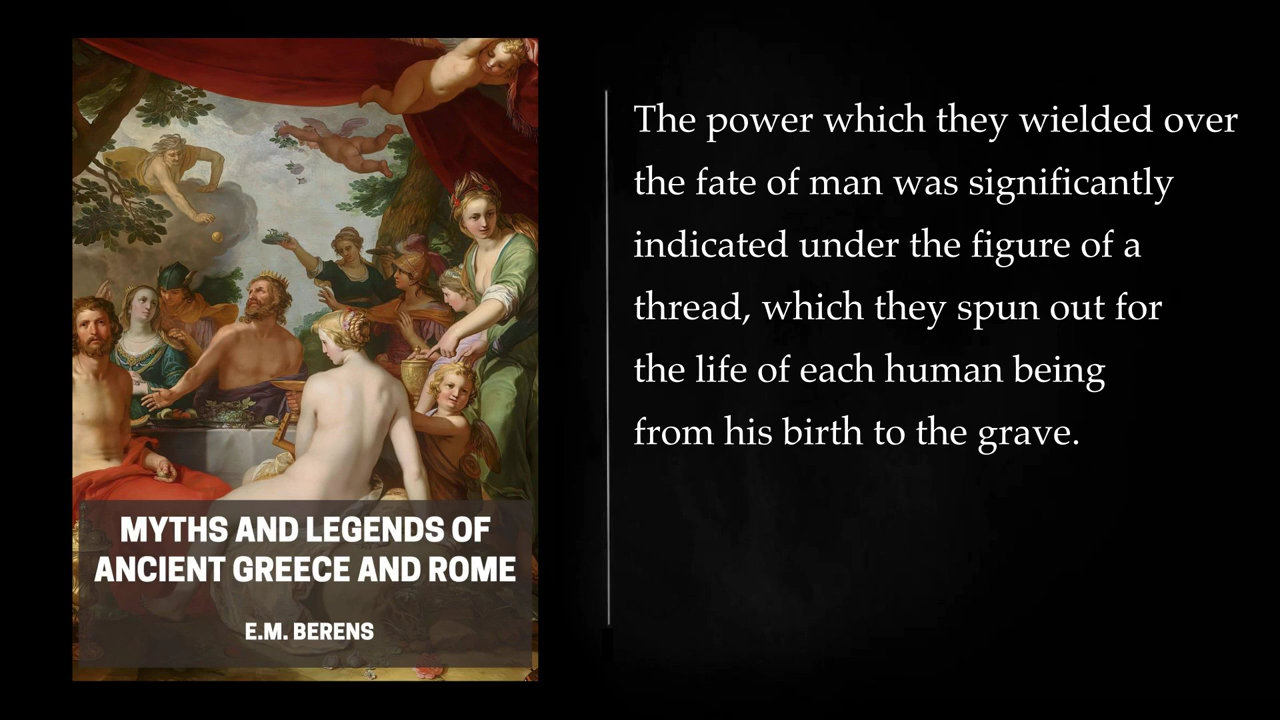 MYTHS AND LEGENDS OF
ANCIENT GREECE AND ROME
E.M. BERENS
The power which they wielded over
the fate of man was significantly
indicated under the figure of a
thread, which they spun out for
the life of each human being
from his birth to the grave.